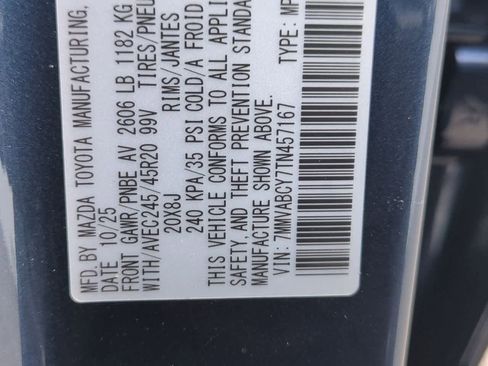 MFD. BY MAZDA TOYOTA MANUFACTURING,
DATE: 10/25
FRONT GAWR/PNBE AV 2606 LB 1182 KG
WITH/AVEC245/45R20 99V TIRES/PNEU
20X8J RIMS/JANTES
240 KPA/35 PSI COLD/A FROID
THIS VEHICLE CONFORMS TO ALL APPLI
SAFETY, AND THEFT PREVENTION STANDAR
MANUFACTURE SHOWN ABOVE.
VIN: 7MMVABCY7TN457167 TYPE: MP